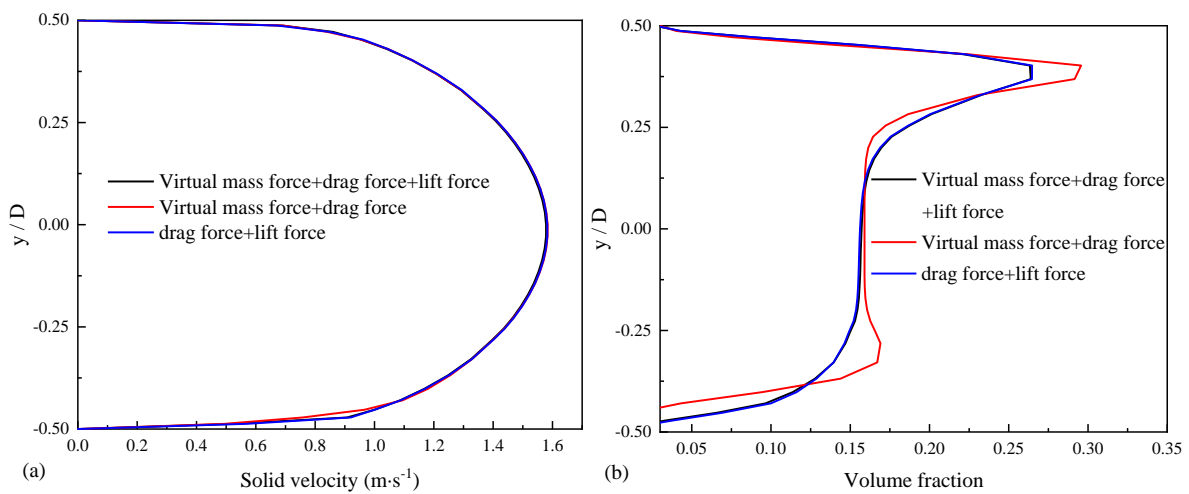 0.50
0.25
0.00
-0.25
-0.50
y / D
Virtual mass force+drag force+lift force
Virtual mass force+drag force
drag force+lift force
0.0 0.2 0.4 0.6 0.8 1.0 1.2 1.4 1.6
(a)
Solid velocity (m·s-1)
0.50
0.25
0.00
-0.25
-0.50
y / D
Virtual mass force+drag force
+lift force
Virtual mass force+drag force
drag force+lift force
0.05 0.10 0.15 0.20 0.25 0.30 0.35
(b)
Volume fraction